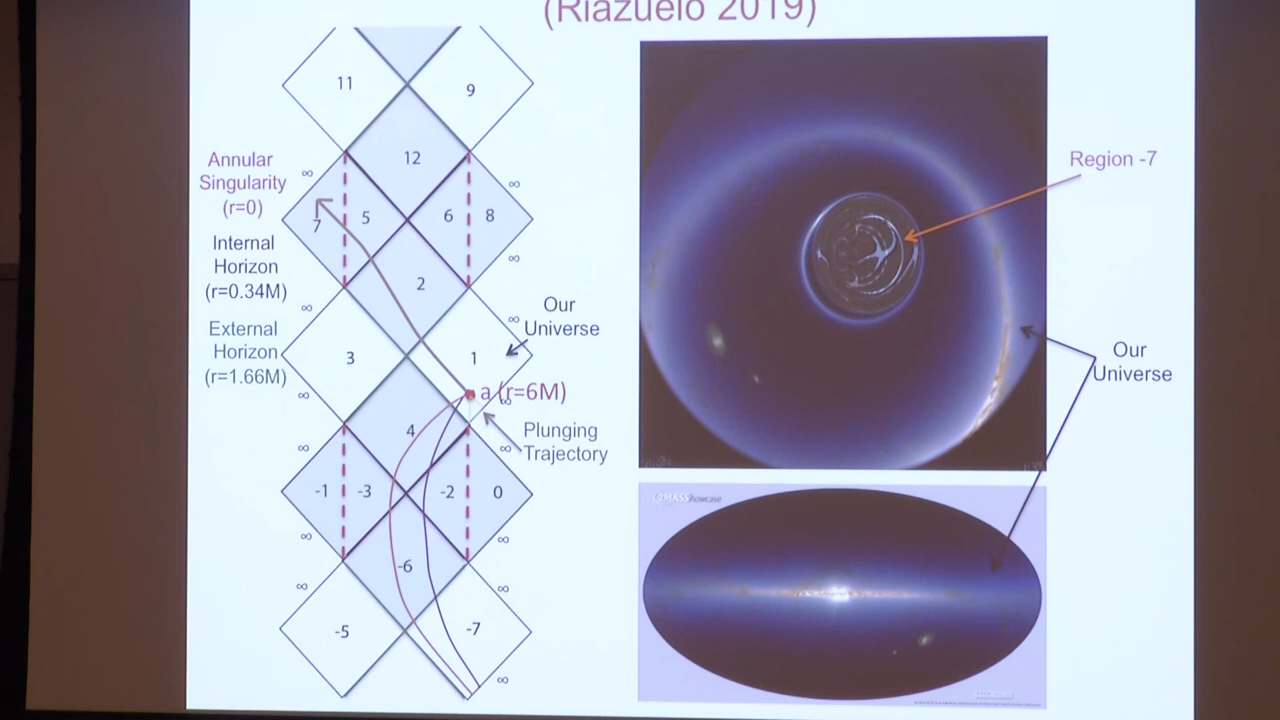 (Riazuelo 2019)
11
9
12
Annular
Singularity
(r=0)
∞
∞
7
5
6
8
Internal
Horizon
(r=0.34M)
∞
2
∞
External
Horizon
(r=1.66M)
∞
3
1
Our
Universe
a (r=6M)
∞
∞
4
Plunging
Trajectory
∞
∞
-1
-3
-2
0
∞
∞
-6
∞
∞
-5
-7
∞
Region -7
Our
Universe
2MASS Showcase